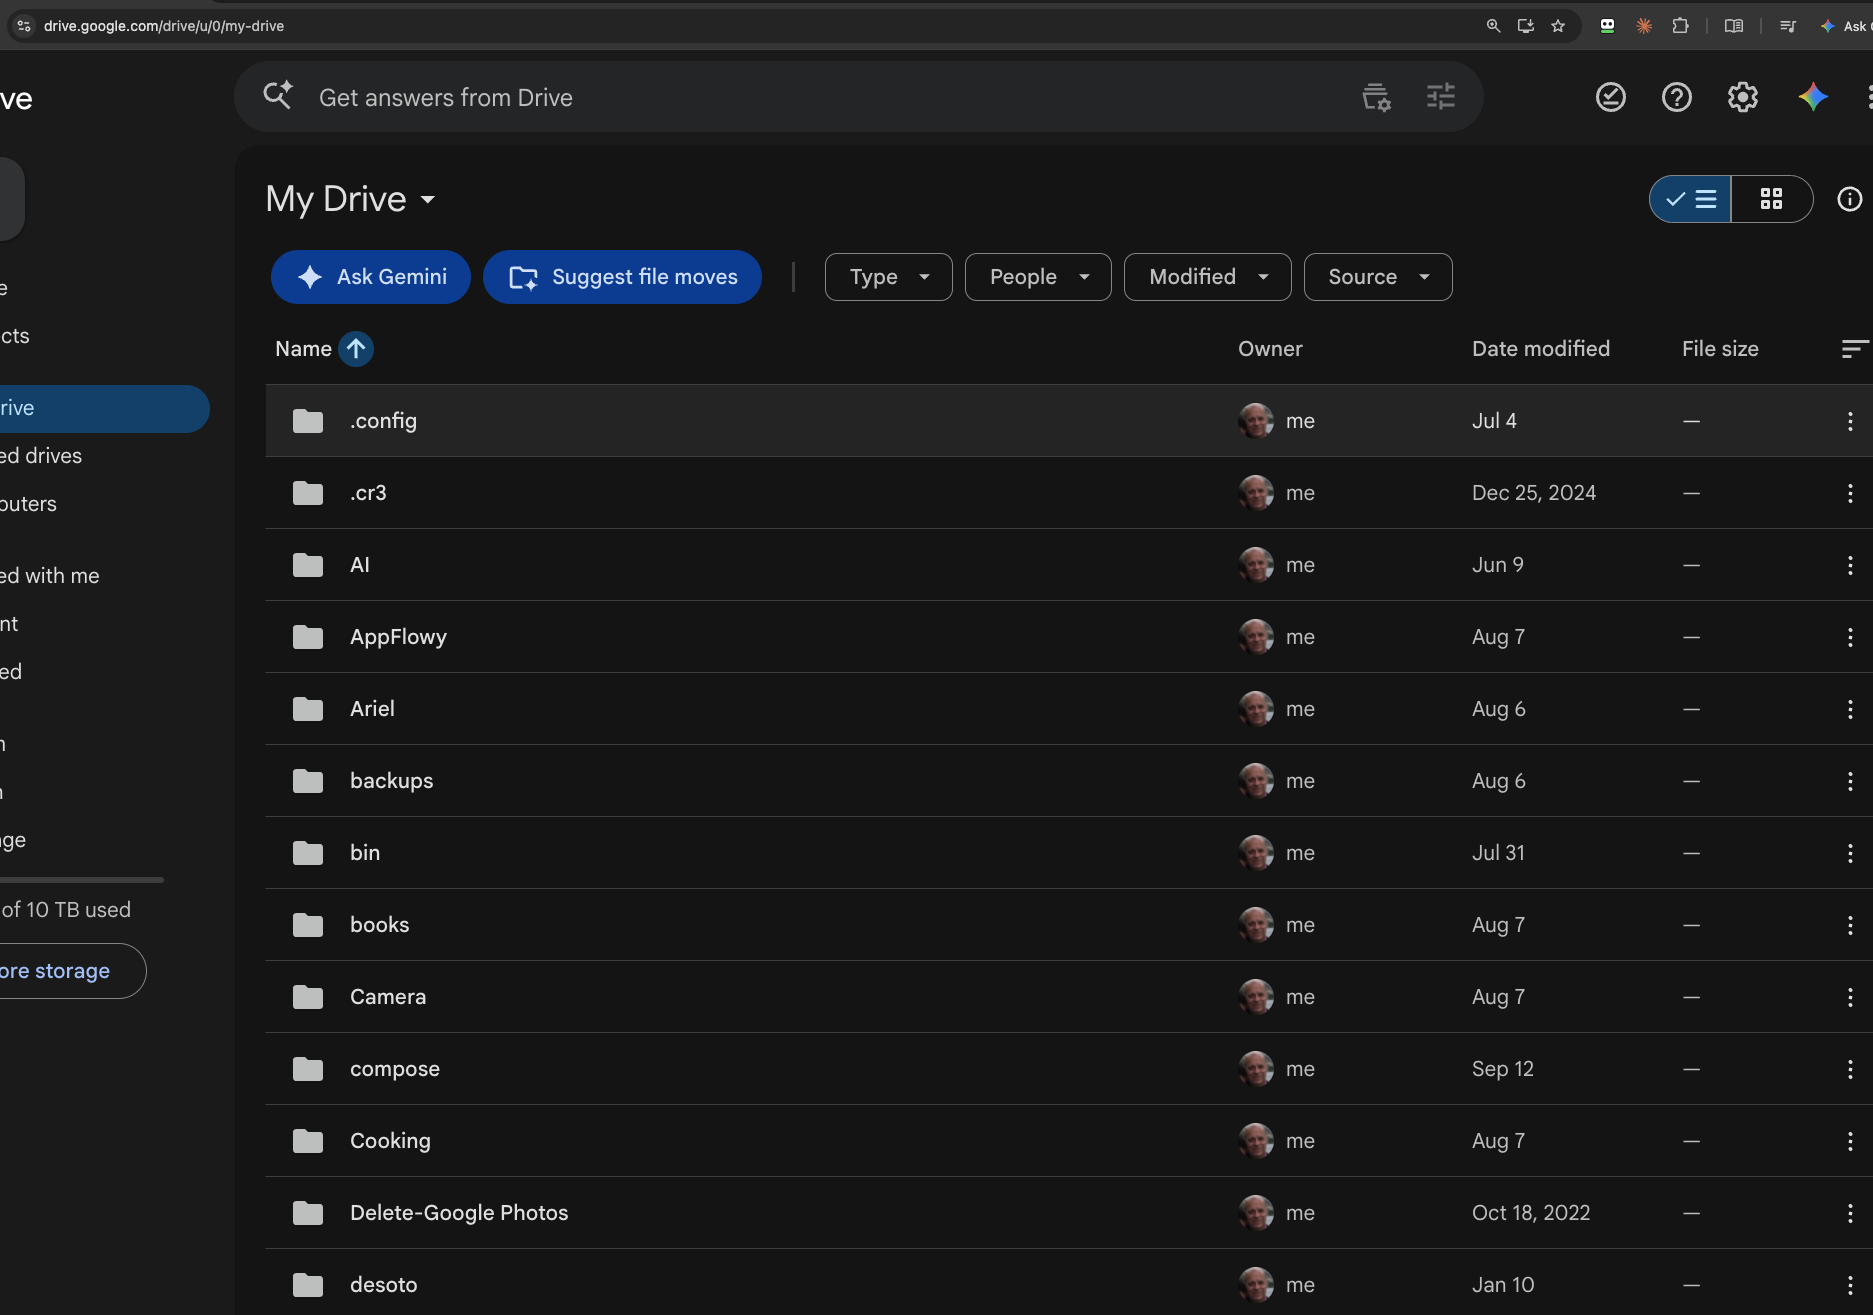 drive.google.com/drive/u/0/my-drive
Ask
ve
Get answers from Drive
My Drive
Ask Gemini
Suggest file moves
Type
People
Modified
Source
Name
Owner
Date modified
File size
e
cts
rive
ed drives
outers
ed with me
nt
ed
n
n
ge
of 10 TB used
ore storage
.config me Jul 4 —
.cr3 me Dec 25, 2024 —
AI me Jun 9 —
AppFlowy me Aug 7 —
Ariel me Aug 6 —
backups me Aug 6 —
bin me Jul 31 —
books me Aug 7 —
Camera me Aug 7 —
compose me Sep 12 —
Cooking me Aug 7 —
Delete-Google Photos me Oct 18, 2022 —
desoto me Jan 10 —